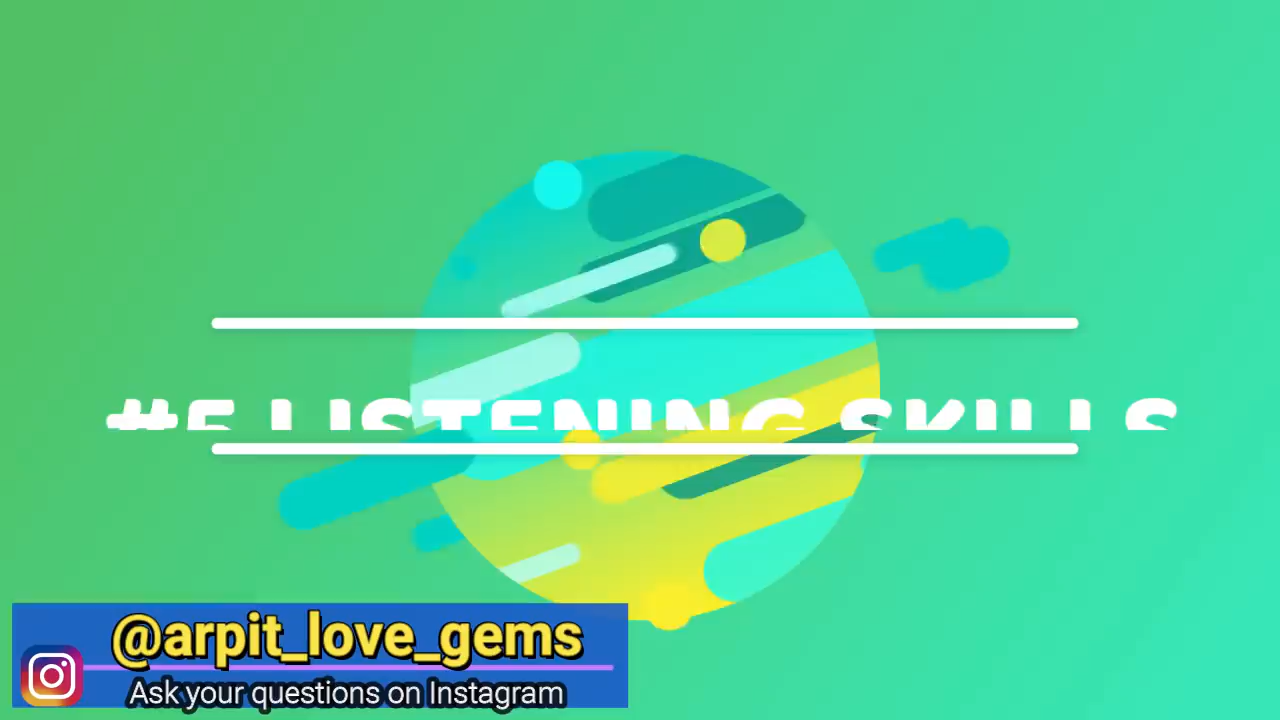 #5 LISTENING SKILLS
@arpit_love_gems
Ask your questions on Instagram